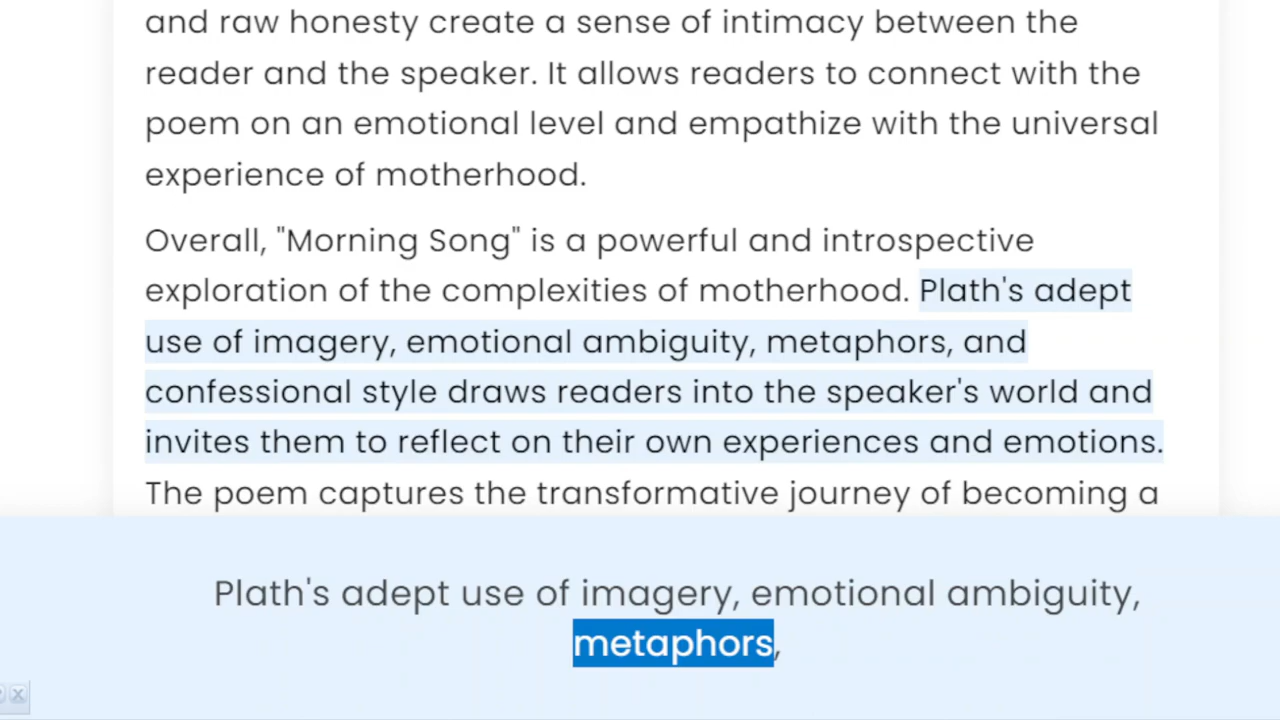 and raw honesty create a sense of intimacy between the
reader and the speaker. It allows readers to connect with the
poem on an emotional level and empathize with the universal
experience of motherhood.
Overall, "Morning Song" is a powerful and introspective
exploration of the complexities of motherhood. Plath's adept
use of imagery, emotional ambiguity, metaphors, and
confessional style draws readers into the speaker's world and
invites them to reflect on their own experiences and emotions.
The poem captures the transformative journey of becoming a
Plath's adept use of imagery, emotional ambiguity,
metaphors,